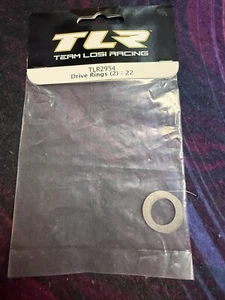 TLR
TEAM LOSI RACING
TLR2954
Drive Rings (2) : 22